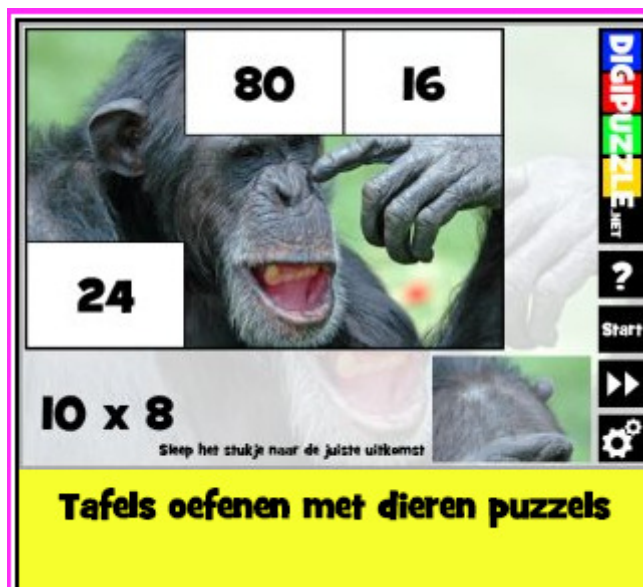 80
16
24
10 x 8
Sleep het stukje naar de juiste uitkomst
DIGIPUZZLE.NET
?
Start
Tafels oefenen met dieren puzzels